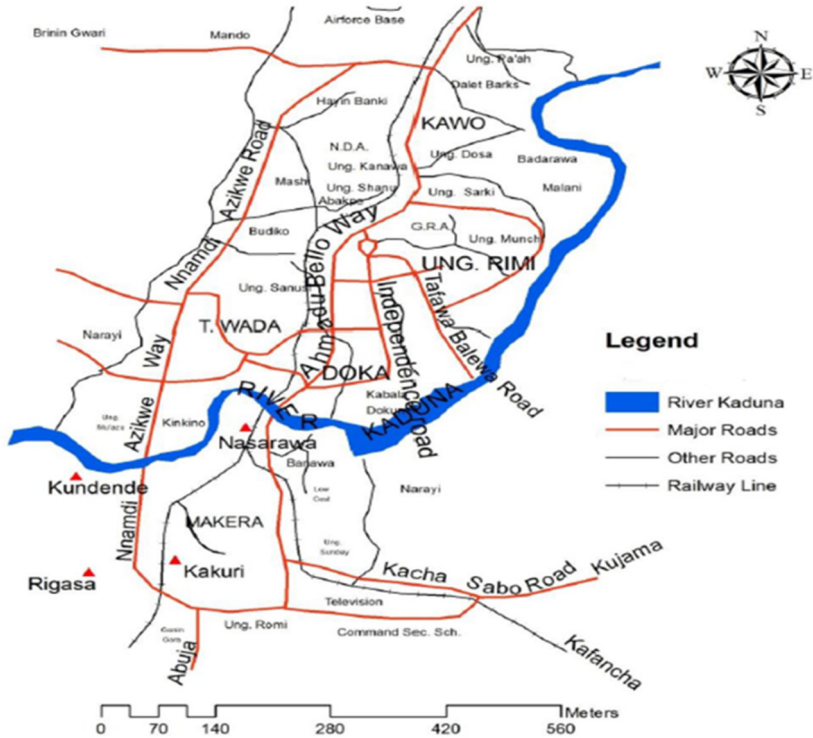 Airforce Base
Brinin Gwari
Mando
N
W
E
S
Ung. Pa'ah
Dalet Barks
Hayin Banki
KAWO
N.D.A.
Ung. Kanawa
Ung. Dosa
Badarawa
Mashi
Ung. Shanu
Abakpa
Ung. Sarki
Malani
Nnamdi Azikwe Road
Budiko
G.R.A.
Ung. Munch
Ahmadu Bello Way
UNG. RIMI
Ung. Sanusi
Independence road
Tafawa Balewa Road
T. WADA
Narayi
DOKA
Legend
River Kaduna
Major Roads
Other Roads
Railway Line
Kabala
RIVER KADUNA
Ung.
Kinkino
Nasarawa
Nnamdi Azikwe Way
Banawa
Kundende
Low
Narayi
MAKERA
Ung.
Sunday
Kakuri
Rigasa
Kacha
Sabo Road
Kujama
Television
Ung. Romi
Command Sec. Sch.
Abuja
Kafancha
Meters
0 70 140 280 420 560